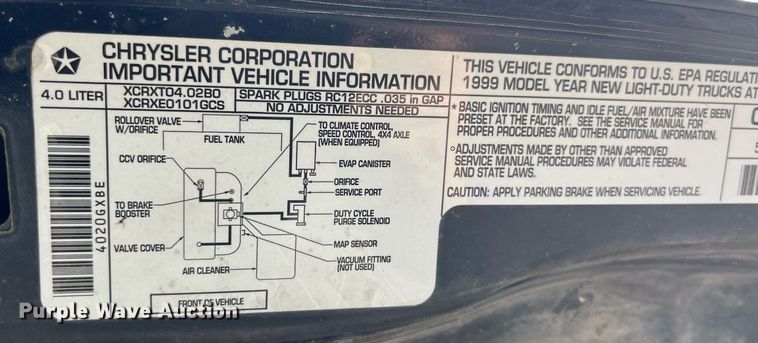 CHRYSLER CORPORATION
IMPORTANT VEHICLE INFORMATION
4.0 LITER
XCRXT04.02B0
XCRXE0101GCS
SPARK PLUGS RC12ECC .035 in GAP
NO ADJUSTMENTS NEEDED
ROLLOVER VALVE
W/ORIFICE
FUEL TANK
TO CLIMATE CONTROL,
SPEED CONTROL, 4X4 AXLE
(WHEN EQUIPPED)
EVAP CANISTER
CCV ORIFICE
ORIFICE
SERVICE PORT
TO BRAKE
BOOSTER
DUTY CYCLE
PURGE SOLENOID
VALVE COVER
MAP SENSOR
VACUUM FITTING
(NOT USED)
AIR CLEANER
FRONT OF VEHICLE
4020GXBE
THIS VEHICLE CONFORMS TO U.S. EPA
1999 MODEL YEAR NEW LIGHT-DUTY TRUCKS
* BASIC IGNITION TIMING AND IDLE FUEL/AIR MIXTURE HAVE BEEN
PRESET AT THE FACTORY. SEE THE SERVICE MANUAL FOR
PROPER PROCEDURES AND OTHER ADJUSTMENTS.
°ADJUSTMENTS MADE BY OTHER THAN APPROVED
SERVICE MANUAL PROCEDURES MAY VIOLATE FEDERAL
AND STATE LAWS.
CAUTION: APPLY PARKING BRAKE WHEN SERVICING VEHICLE.
Purple Wave Auction